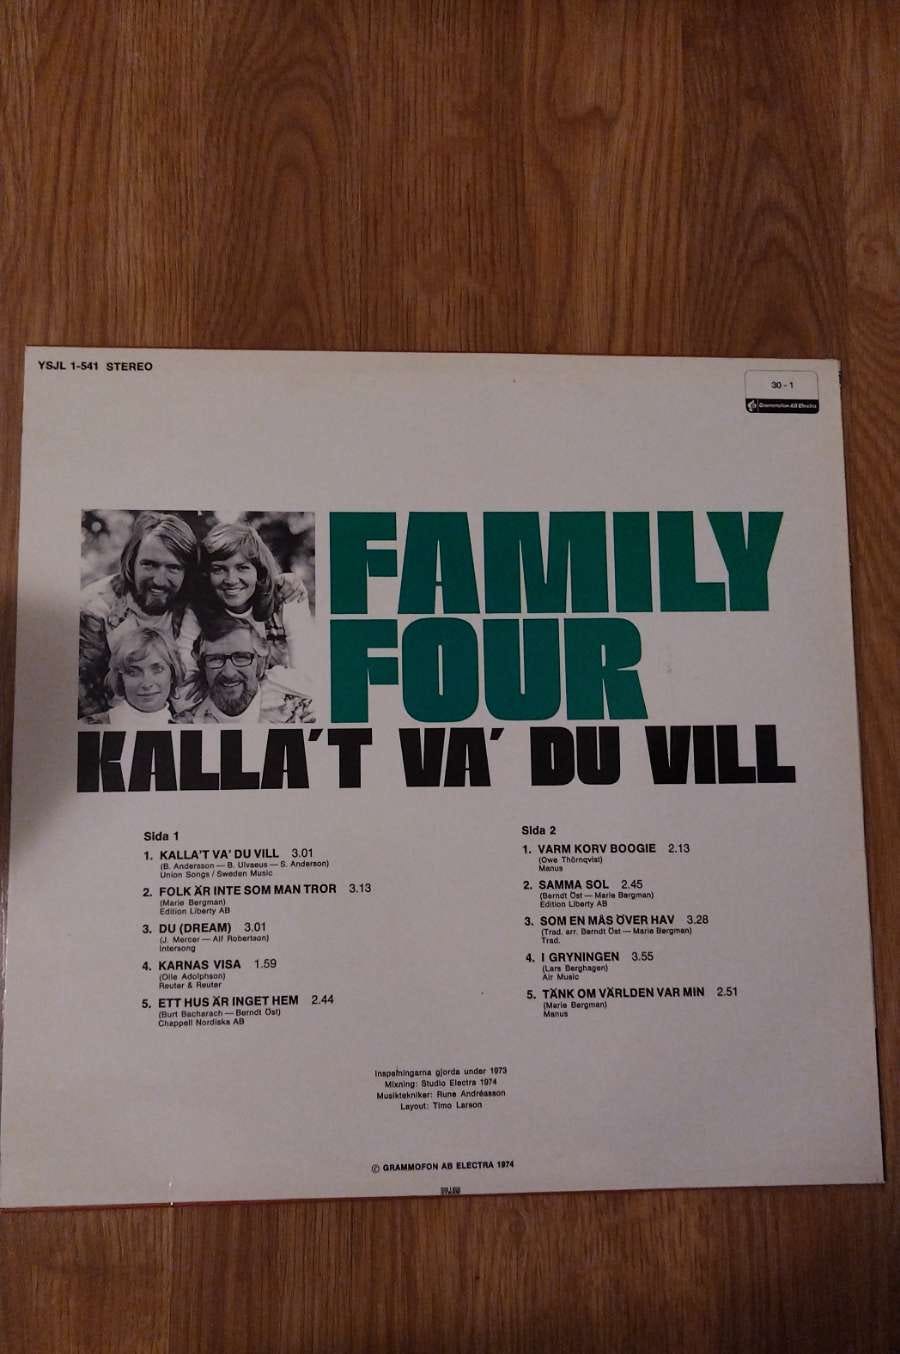 YSJL 1-541 STEREO
30 - 1
Grammofon AB Electra
FAMILY
FOUR
KALLA'T VA' DU VILL
Sida 1
1. KALLA'T VA' DU VILL 3.01
(B. Andersson — B. Ulvaeus — S. Anderson)
Union Songs / Sweden Music
2. FOLK ÄR INTE SOM MAN TROR 3.13
(Marie Bergman)
Edition Liberty AB
3. DU (DREAM) 3.01
(J. Mercer — Alf Robertson)
Intersong
4. KARNAS VISA 1.59
(Olle Adolphson)
Reuter & Reuter
5. ETT HUS ÄR INGET HEM 2.44
(Burt Bacharach — Berndt Öst)
Chappell Nordiska AB
Sida 2
1. VARM KORV BOOGIE 2.13
(Owe Thörnqvist)
Manus
2. SAMMA SOL 2.45
(Berndt Öst — Marie Bergman)
Edition Liberty AB
3. SOM EN MÅS ÖVER HAV 3.28
(Trad. arr. Berndt Öst — Marie Bergman)
Trad.
4. I GRYNINGEN 3.55
(Lars Berghagen)
Air Music
5. TÄNK OM VÄRLDEN VAR MIN 2.51
(Marie Bergman)
Manus
Inspelningarna gjorda under 1973
Mixning: Studio Electra 1974
Musiktekniker: Rune Andréasson
Layout: Timo Larson
© GRAMMOFON AB ELECTRA 1974